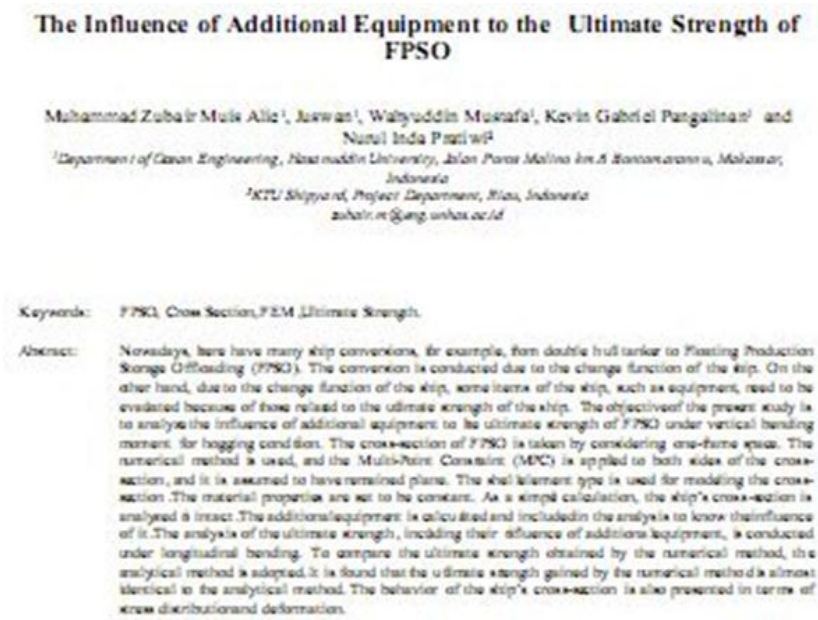 The Influence of Additional Equipment to the Ultimate Strength of
FPSO
Muhammad Zubair Muis Alie¹, Juswan¹, Wahyuddin Mustafa¹, Kevin Gabriel Pangalinan¹ and
Nurul Inda Pratiwi²
¹Department of Ocean Engineering, Hasanuddin University, Jalan Poros Malino km.6 Bontomarannu, Makassar,
Indonesia
²KTU Shipyard, Project Department, Riau, Indonesia
zubair.m@eng.unhas.ac.id
Keywords: FPSO, Cross Section, FEM ,Ultimate Strength.
Abstract: Nowadays, here have many ship conversions, for example, from double hull tanker to Floating Production
Storage Offloading (FPSO). The conversion is conducted due to the change function of the ship. On the
other hand, due to the change function of the ship, some items of the ship, such as equipment, need to be
evaluated because of those related to the ultimate strength of the ship. The objective of the present study is
to analyse the influence of additional equipment to he ultimate strength of FPSO under vertical bending
moment for hogging condition. The cross-section of FPSO is taken by considering one-frame space. The
numerical method is used, and the Multi-Point Constraint (MPC) is applied to both sides of the cross-
section, and it is assumed to have remained plane. The shell element type is used for modeling the cross-
section .The material properties are set to be constant. As a simple calculation, the ship's cross-section is
analyzed is intact .The additional equipment is calculated and included in the analysis to know the influence
of it .The analysis of the ultimate strength, including their influence of additional equipment, is conducted
under longitudinal bending. To compare the ultimate strength obtained by the numerical method, the
analytical method is adopted. It is found that the ultimate strength gained by the numerical method is almost
identical to the analytical method. The behavior of the ship's cross-section is also presented in terms of
stress distribution and deformation.